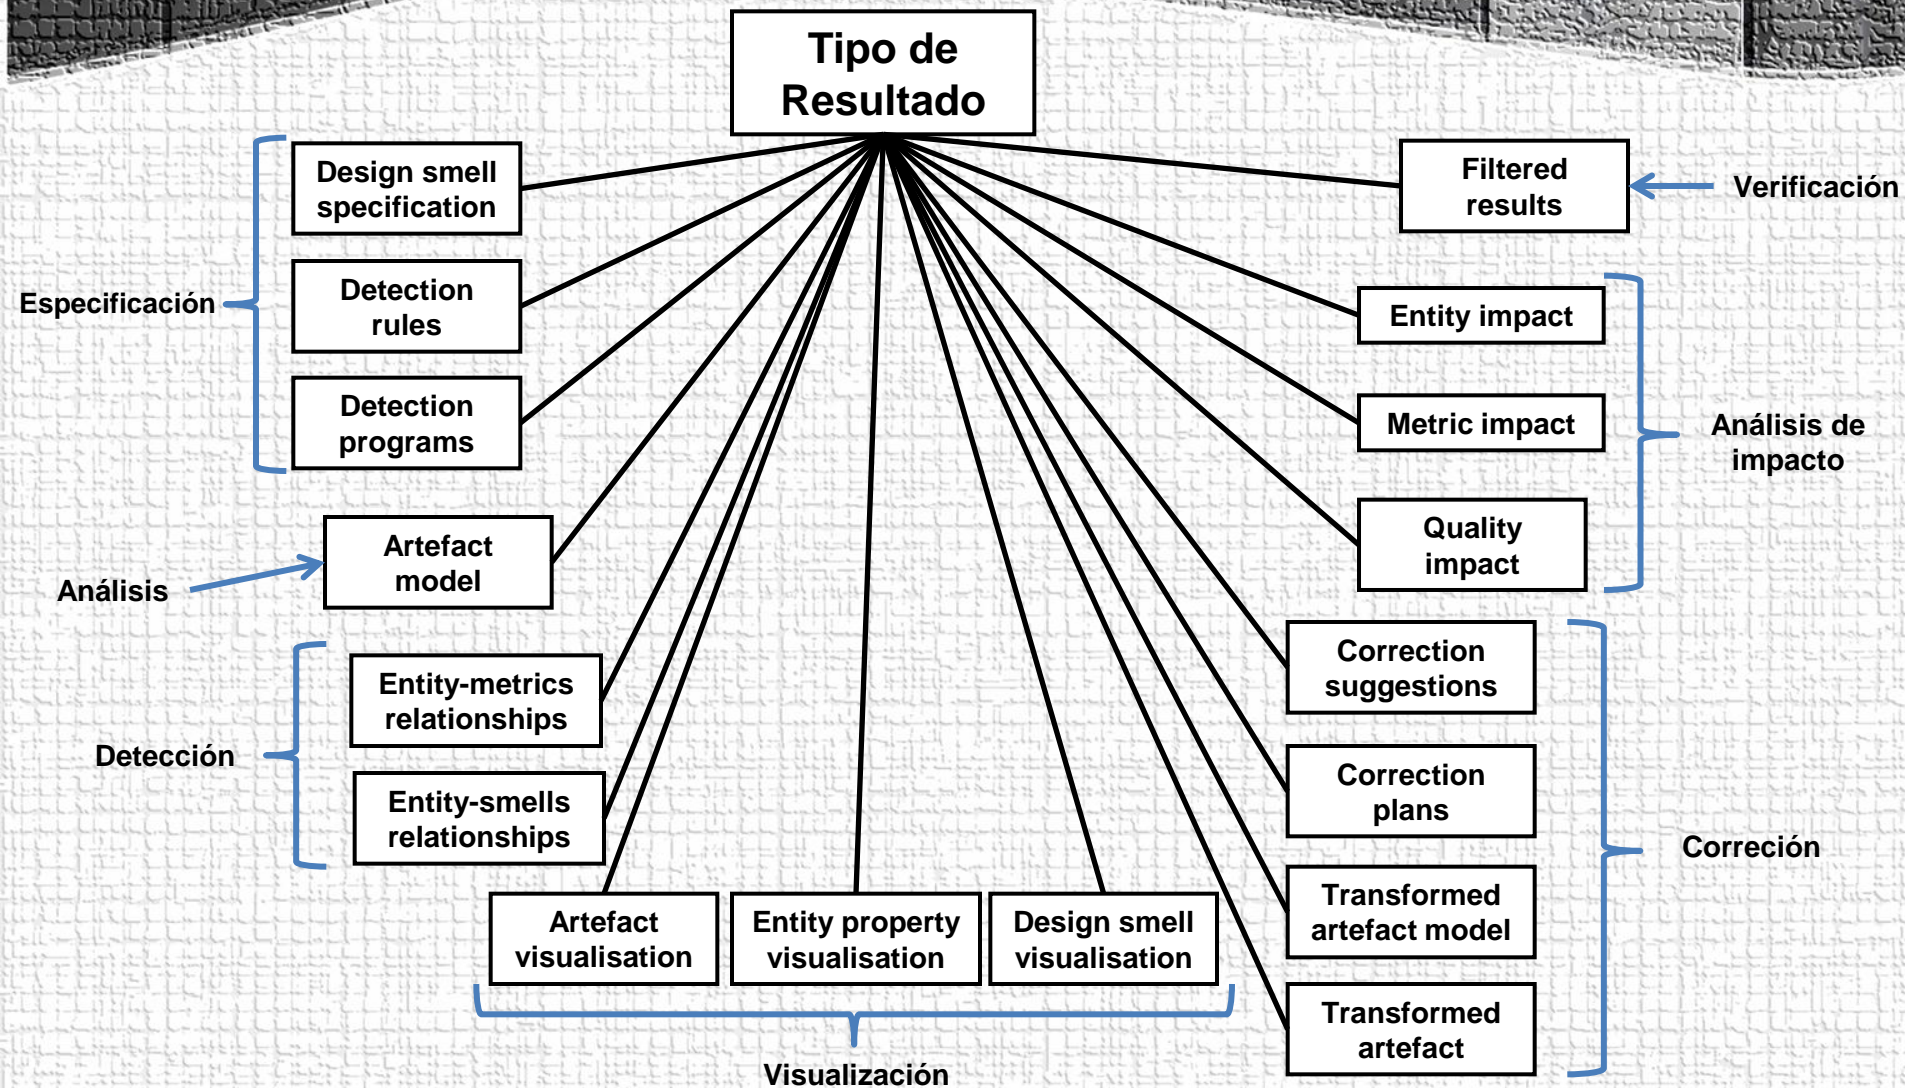 Tipo de
Resultado
Especificación
Design smell
specification
Detection
rules
Detection
programs
Análisis
Artefact
model
Detección
Entity-metrics
relationships
Entity-smells
relationships
Artefact
visualisation
Entity property
visualisation
Design smell
visualisation
Visualización
Filtered
results
Verificación
Entity impact
Metric impact
Quality
impact
Análisis de
impacto
Correction
suggestions
Correction
plans
Transformed
artefact model
Transformed
artefact
Correción